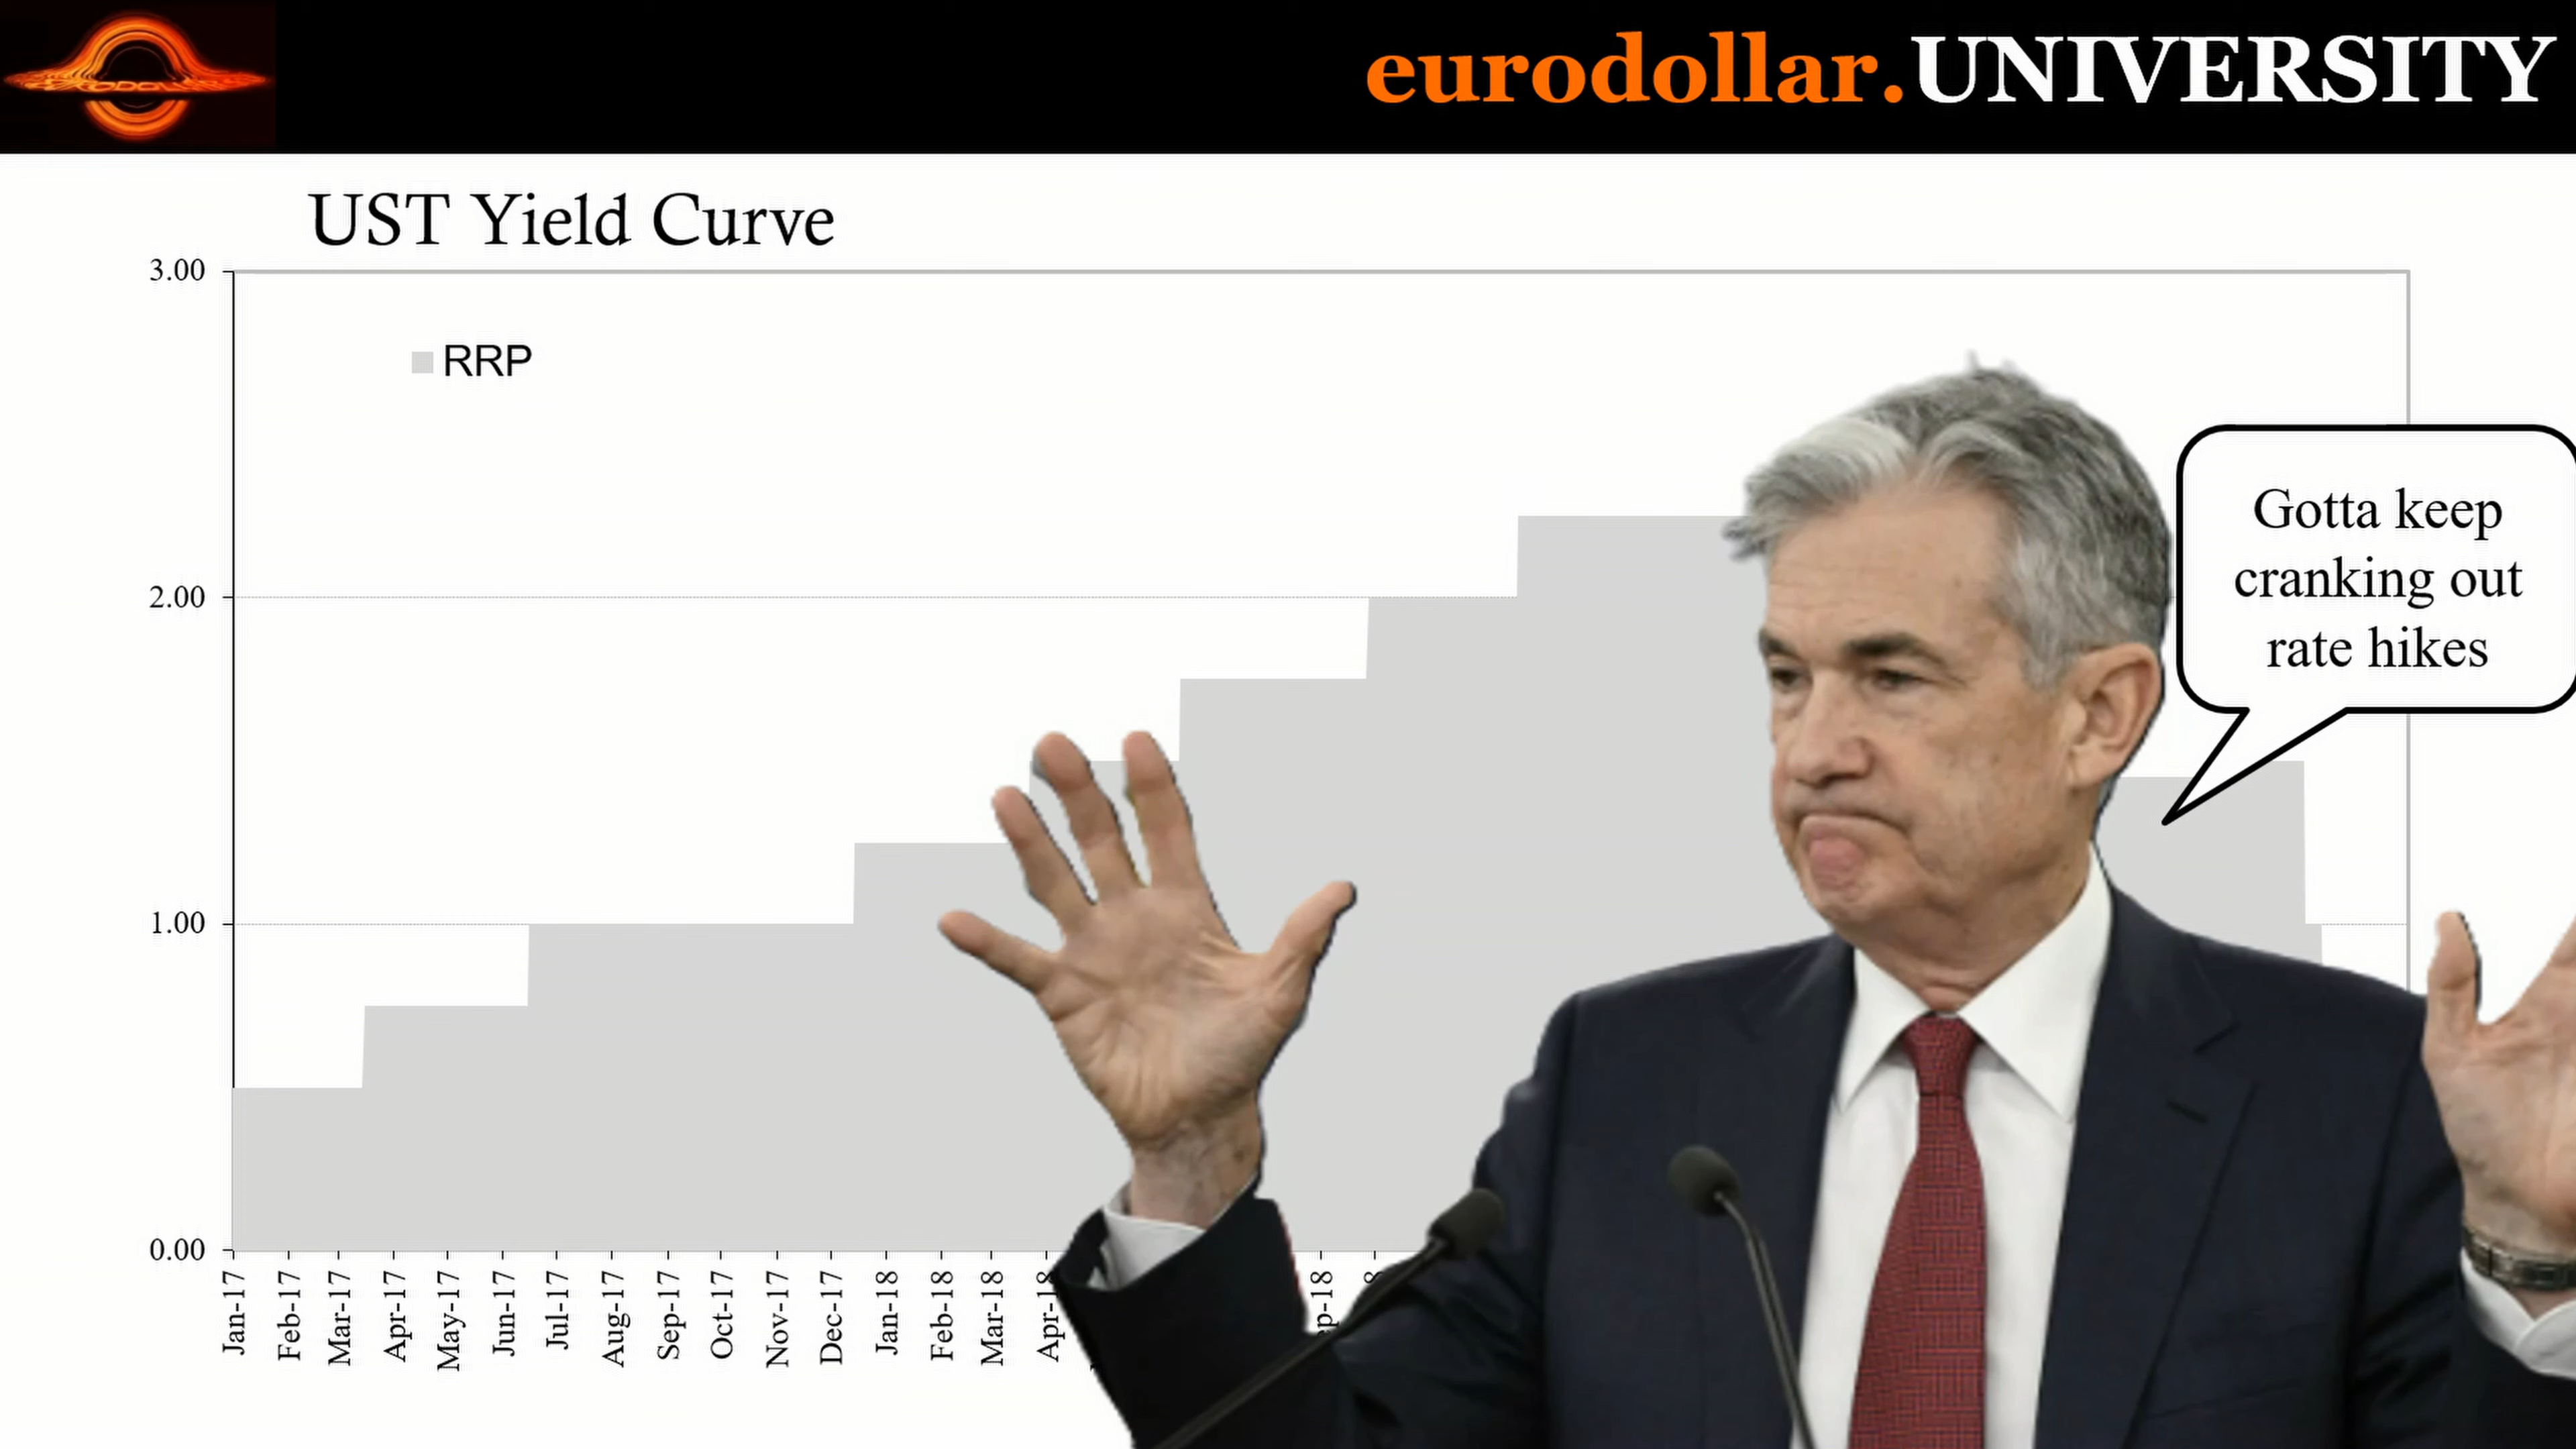 eurodollar.UNIVERSITY
UST Yield Curve
3.00
RRP
Gotta keep
cranking out
rate hikes
2.00
1.00
0.00
Jan-17
Feb-17
Mar-17
Apr-17
May-17
Jun-17
Jul-17
Aug-17
Sep-17
Oct-17
Nov-17
Dec-17
Jan-18
Feb-18
Mar-18
Apr-18